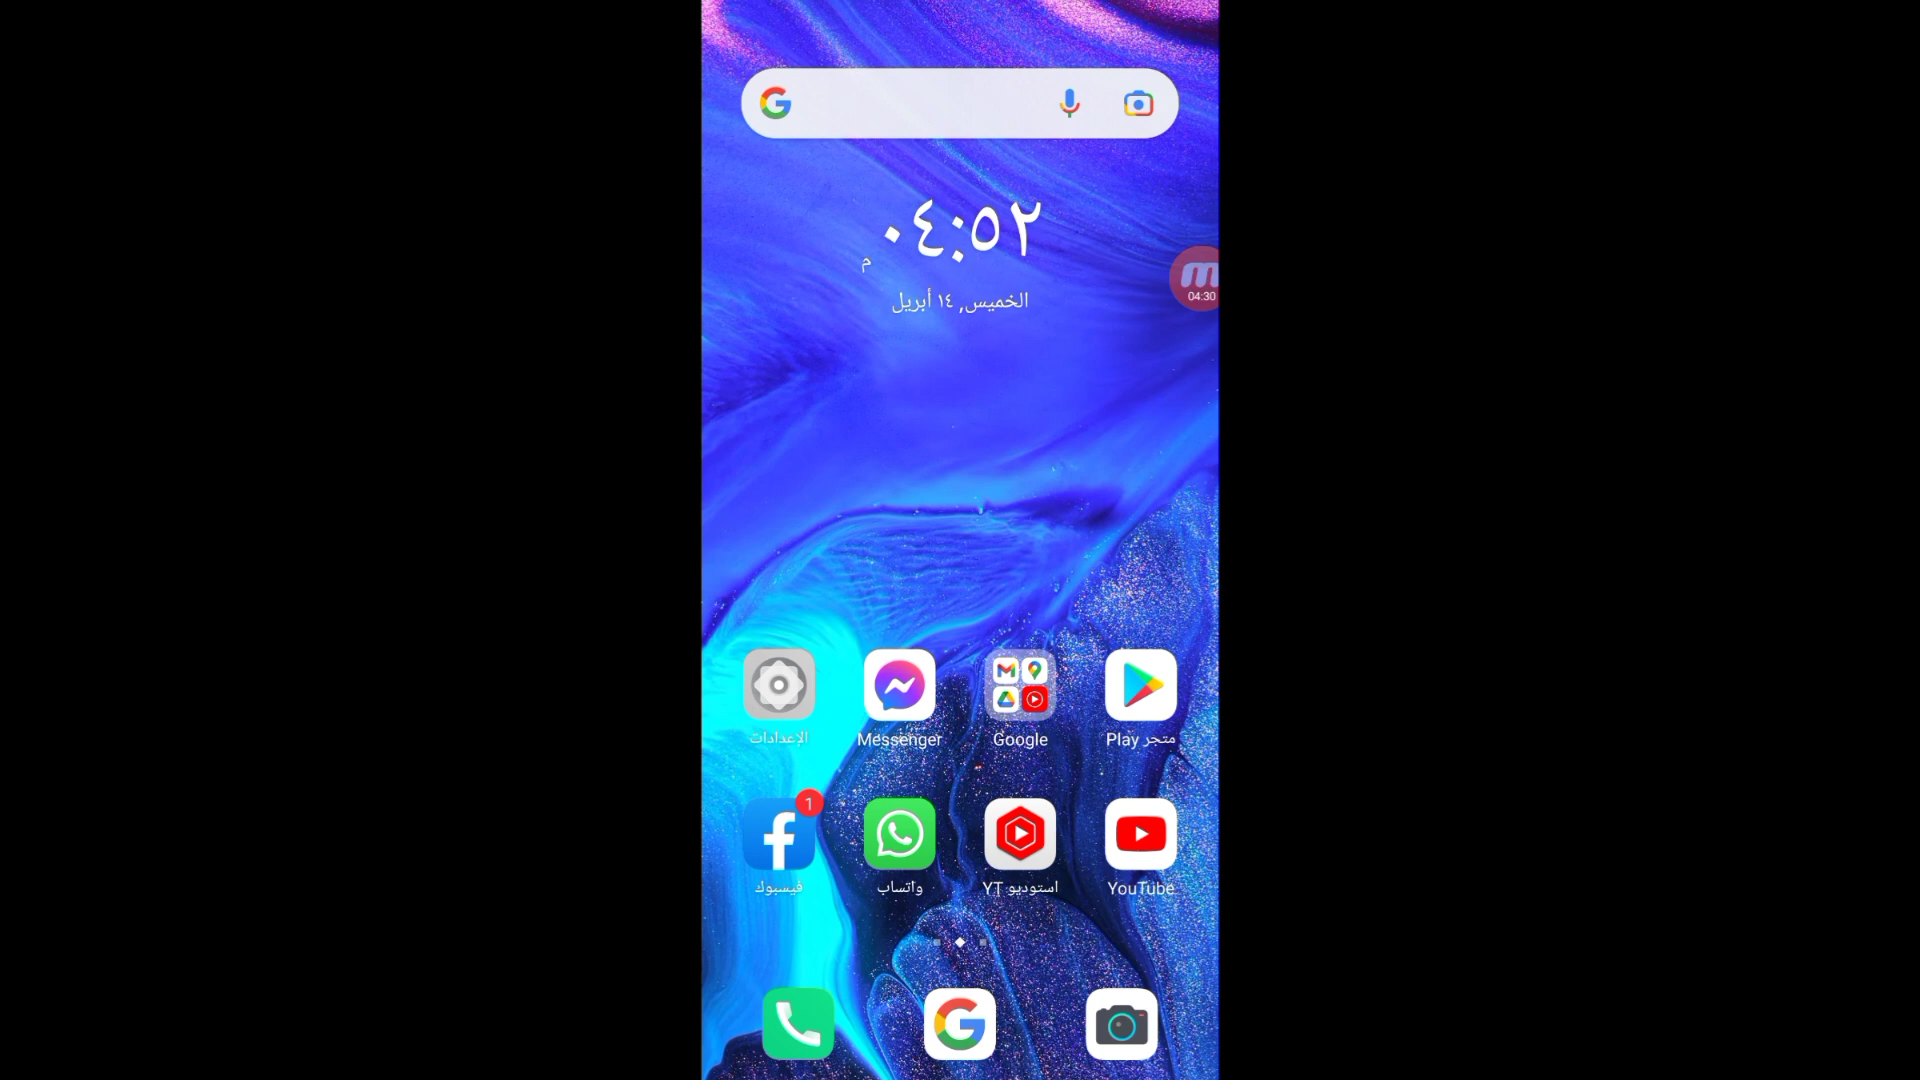 ٠٤:٥٢ م
الخميس, ١٤ أبريل
m
04:30
الإعدادات
Messenger
Google
متجر Play
1
فيسبوك
واتساب
استوديو YT
YouTube